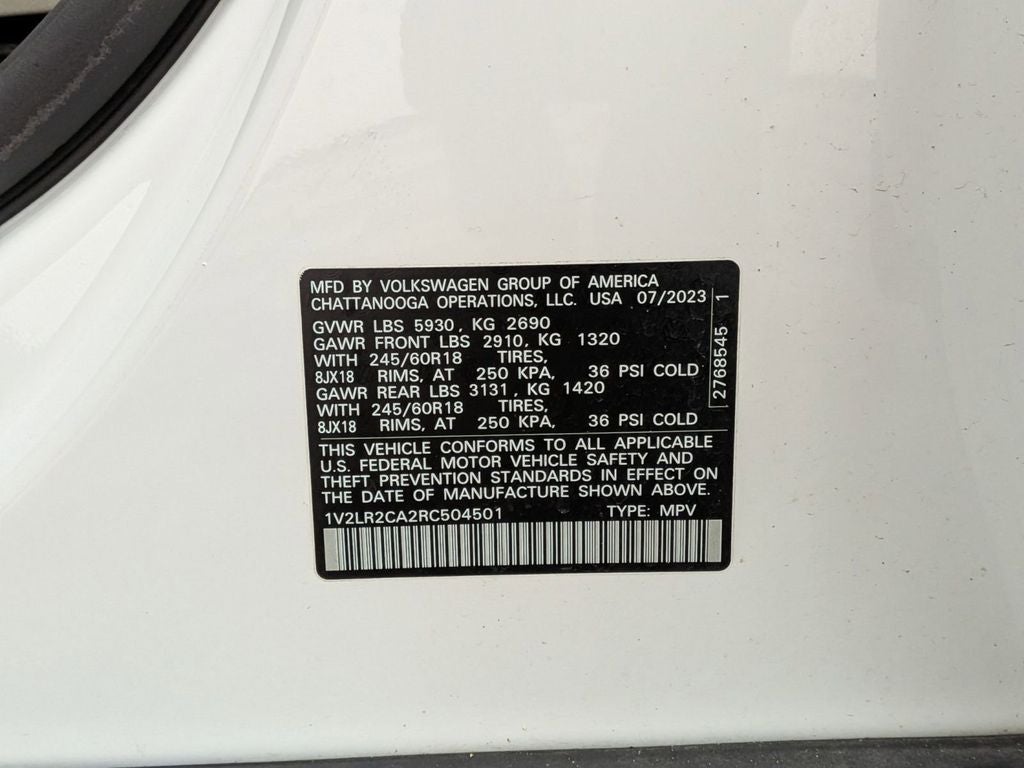 MFD BY VOLKSWAGEN GROUP OF AMERICA
CHATTANOOGA OPERATIONS, LLC. USA 07/2023
GVWR LBS 5930, KG 2690
GAWR FRONT LBS 2910, KG 1320
WITH 245/60R18 TIRES,
8JX18 RIMS, AT 250 KPA, 36 PSI COLD
GAWR REAR LBS 3131, KG 1420
WITH 245/60R18 TIRES,
8JX18 RIMS, AT 250 KPA, 36 PSI COLD
2768545 1
THIS VEHICLE CONFORMS TO ALL APPLICABLE
U.S. FEDERAL MOTOR VEHICLE SAFETY AND
THEFT PREVENTION STANDARDS IN EFFECT ON
THE DATE OF MANUFACTURE SHOWN ABOVE.
1V2LR2CA2RC504501 TYPE: MPV